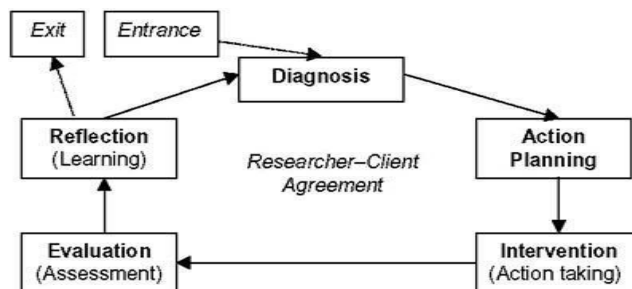 Exit
Entrance
Diagnosis
Reflection
(Learning)
Researcher–Client
Agreement
Action
Planning
Evaluation
(Assessment)
Intervention
(Action taking)